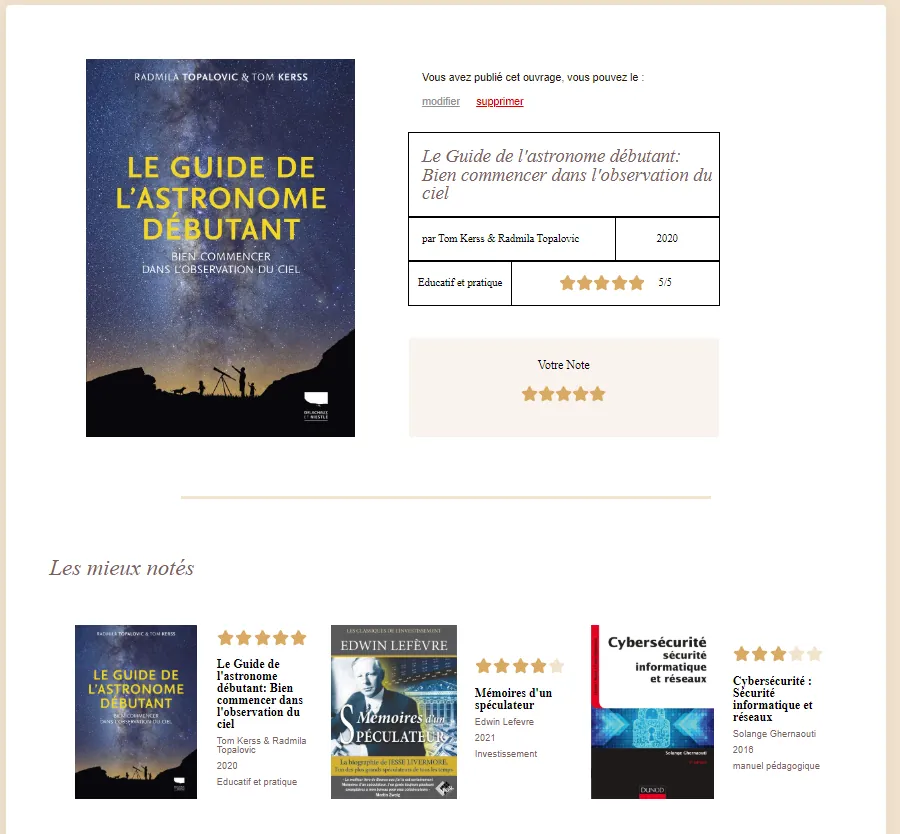 RADMILA TOPALOVIC & TOM KERSS
LE GUIDE DE
L'ASTRONOME
DÉBUTANT
BIEN COMMENCER
DANS L'OBSERVATION DU CIEL
DELACHAUX
ET NIESTLÉ
Vous avez publié cet ouvrage, vous pouvez le :
modifier supprimer
Le Guide de l'astronome débutant:
Bien commencer dans l'observation du
ciel
par Tom Kerss & Radmila Topalovic 2020
Educatif et pratique 5/5
Votre Note
Les mieux notés
RADMILA TOPALOVIC & TOM KERSS
LE GUIDE DE
L'ASTRONOME
DÉBUTANT
BIEN COMMENCER
DANS L'OBSERVATION DU CIEL
Le Guide de
l'astronome
débutant: Bien
commencer dans
l'observation du
ciel
Tom Kerss & Radmila
Topalovic
2020
Educatif et pratique
LES CLASSIQUES DE L'INVESTISSEMENT
EDWIN LEFÈVRE
Mémoires d'un
SPÉCULATEUR
La biographie de JESSE LIVERMORE,
l'un des plus grands spéculateurs de tous les temps
Martin Zweig
Mémoires d'un
spéculateur
Edwin Lefevre
2021
Investissement
Cybersécurité
sécurité
informatique
et réseaux
Solange Ghernaouti
DUNOD
Cybersécurité :
Sécurité
informatique et
réseaux
Solange Ghernaouti
2016
manuel pédagogique